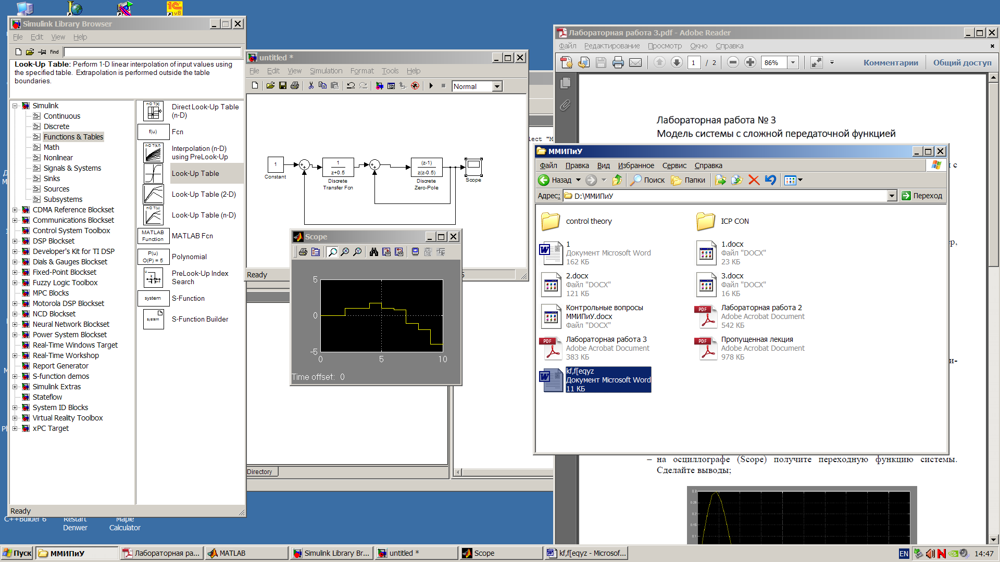 Simulink Library Browser
File Edit View Help
Find
Look-Up Table: Perform 1-D linear interpolation of input values using
the specified table. Extrapolation is performed outside the table
boundaries.
Simulink
Continuous
Discrete
Functions & Tables
Math
Nonlinear
Signals & Systems
Sinks
Sources
Subsystems
CDMA Reference Blockset
Communications Blockset
Control System Toolbox
DSP Blockset
Developer's Kit for TI DSP
Dials & Gauges Blockset
Fixed-Point Blockset
Fuzzy Logic Toolbox
MPC Blocks
Motorola DSP Blockset
NCD Blockset
Neural Network Blockset
Power System Blockset
Real-Time Windows Target
Real-Time Workshop
Report Generator
S-function demos
Simulink Extras
Stateflow
System ID Blocks
Virtual Reality Toolbox
xPC Target
n-D T[k]
Direct Look-Up Table
(n-D)
f(u)
Fcn
n-D T(k,f)
Interpolation (n-D)
using PreLook-Up
Look-Up Table
Look-Up Table (2-D)
n-D T(u)
Look-Up Table (n-D)
MATLAB
Function
MATLAB Fcn
P(u)
O(P) = 5
Polynomial
PreLook-Up Index
Search
system
S-Function
system
S-Function Builder
Ready
C++Builder 6
Restart
Denwer
Maple
Calculator
untitled *
File Edit View Simulation Format Tools Help
Normal
1
Constant
1
z+0.5
Discrete
Transfer Fcn
(z-1)
z(z-0.5)
Discrete
Zero-Pole
Scope
Ready
Scope
5
0
-5
0
5
10
Time offset: 0
Directory
Лабораторная работа 3.pdf - Adobe Reader
Файл Редактирование Просмотр Окно Справка
1 / 2
86%
Комментарии
Общий доступ
Лабораторная работа № 3
Модель системы с сложной передаточной функцией
ММИПиУ
Файл Правка Вид Избранное Сервис Справка
Назад
Поиск
Папки
Адрес:
D:\ММИПиУ
Переход
control theory
ICP CON
1
Документ Microsoft Word
162 КБ
1.docx
Файл "DOCX"
23 КБ
2.docx
Файл "DOCX"
121 КБ
3.docx
Файл "DOCX"
16 КБ
Контрольные вопросы
ММИПиУ.docx
Файл "DOCX"
Лабораторная работа 2
Adobe Acrobat Document
542 КБ
Лабораторная работа 3
Adobe Acrobat Document
383 КБ
Пропущенная лекция
Adobe Acrobat Document
978 КБ
kf,f[eqyz
Документ Microsoft Word
11 КБ
– на осциллографе (Scope) получите переходную функцию системы.
Сделайте выводы;
0.3
0.25
0.2
0.15
0.1
Пуск
ММИПиУ
Лабораторная ра...
MATLAB
Simulink Library Br...
untitled *
Scope
kf,f[eqyz - Microsof...
EN
14:47